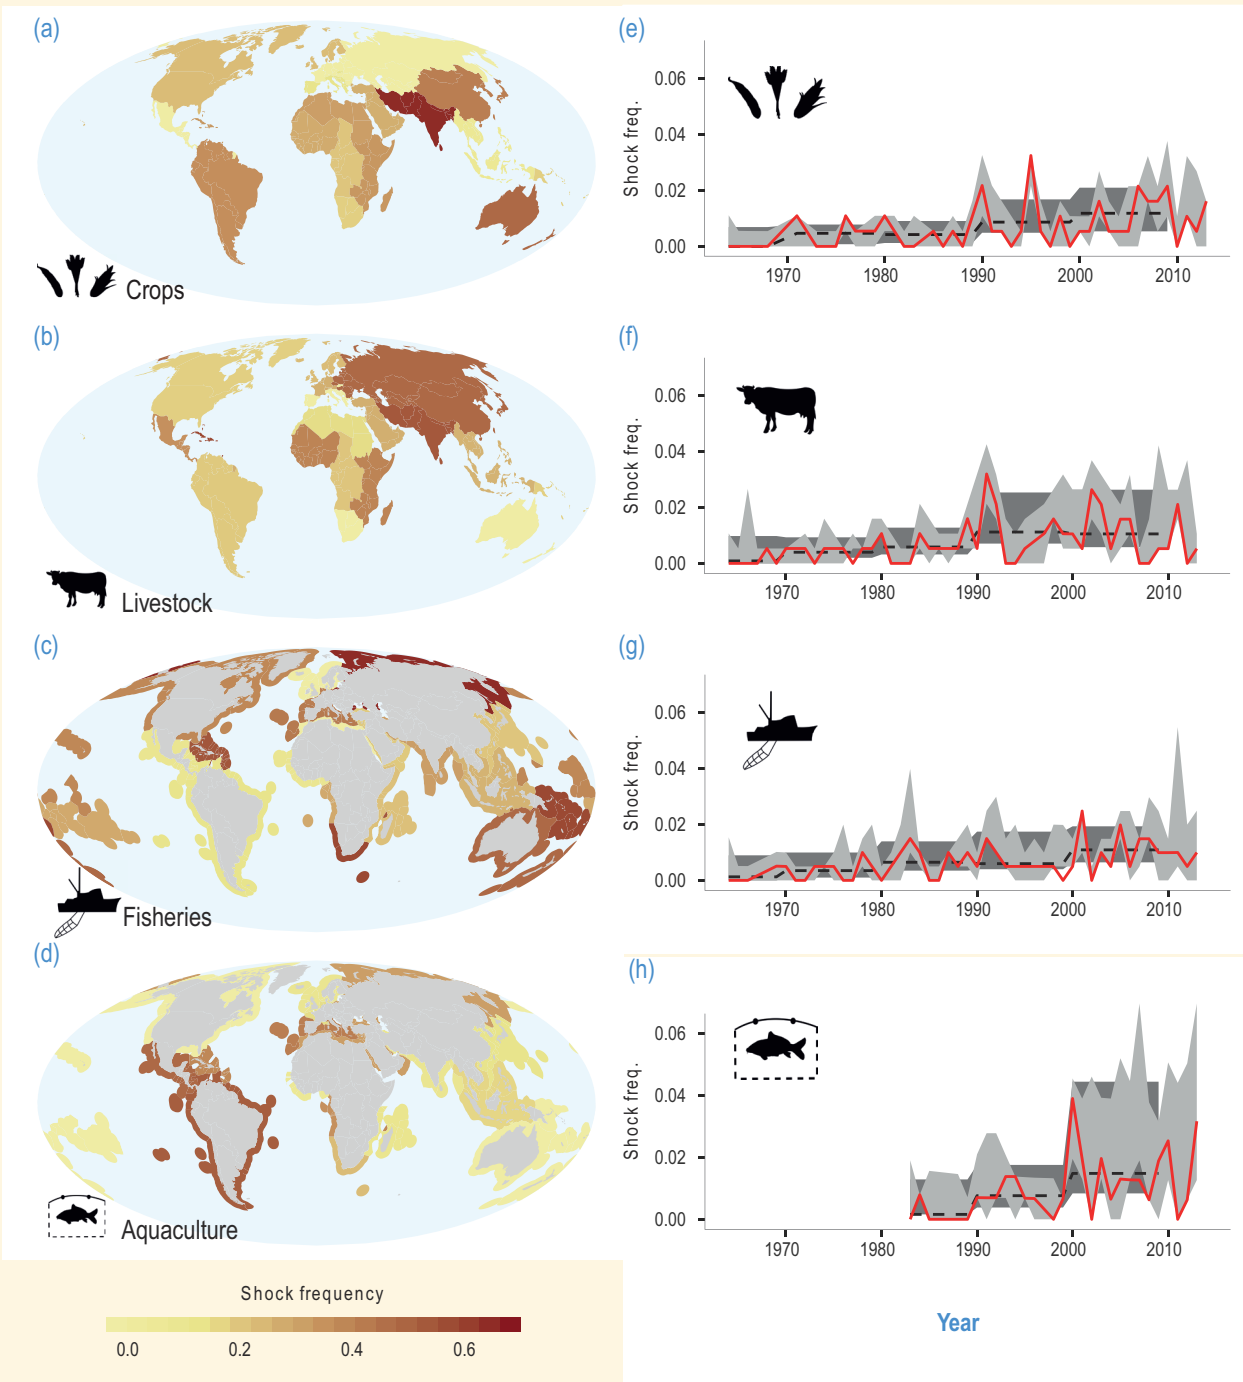 (a)
Crops
(b)
Livestock
(c)
Fisheries
(d)
Aquaculture
Shock frequency
0.0 0.2 0.4 0.6
(e)
Shock freq.
0.06
0.04
0.02
0.00
1970 1980 1990 2000 2010
(f)
Shock freq.
0.06
0.04
0.02
0.00
1970 1980 1990 2000 2010
(g)
Shock freq.
0.06
0.04
0.02
0.00
1970 1980 1990 2000 2010
(h)
Shock freq.
0.06
0.04
0.02
0.00
1970 1980 1990 2000 2010
Year